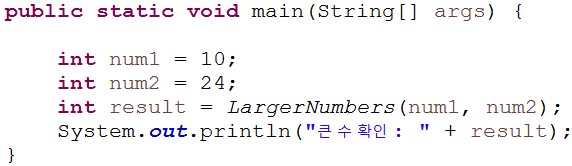 public static void main(String[] args) {
int num1 = 10;
int num2 = 24;
int result = LargerNumbers(num1, num2);
System.out.println("큰 수 확인 : " + result);
}